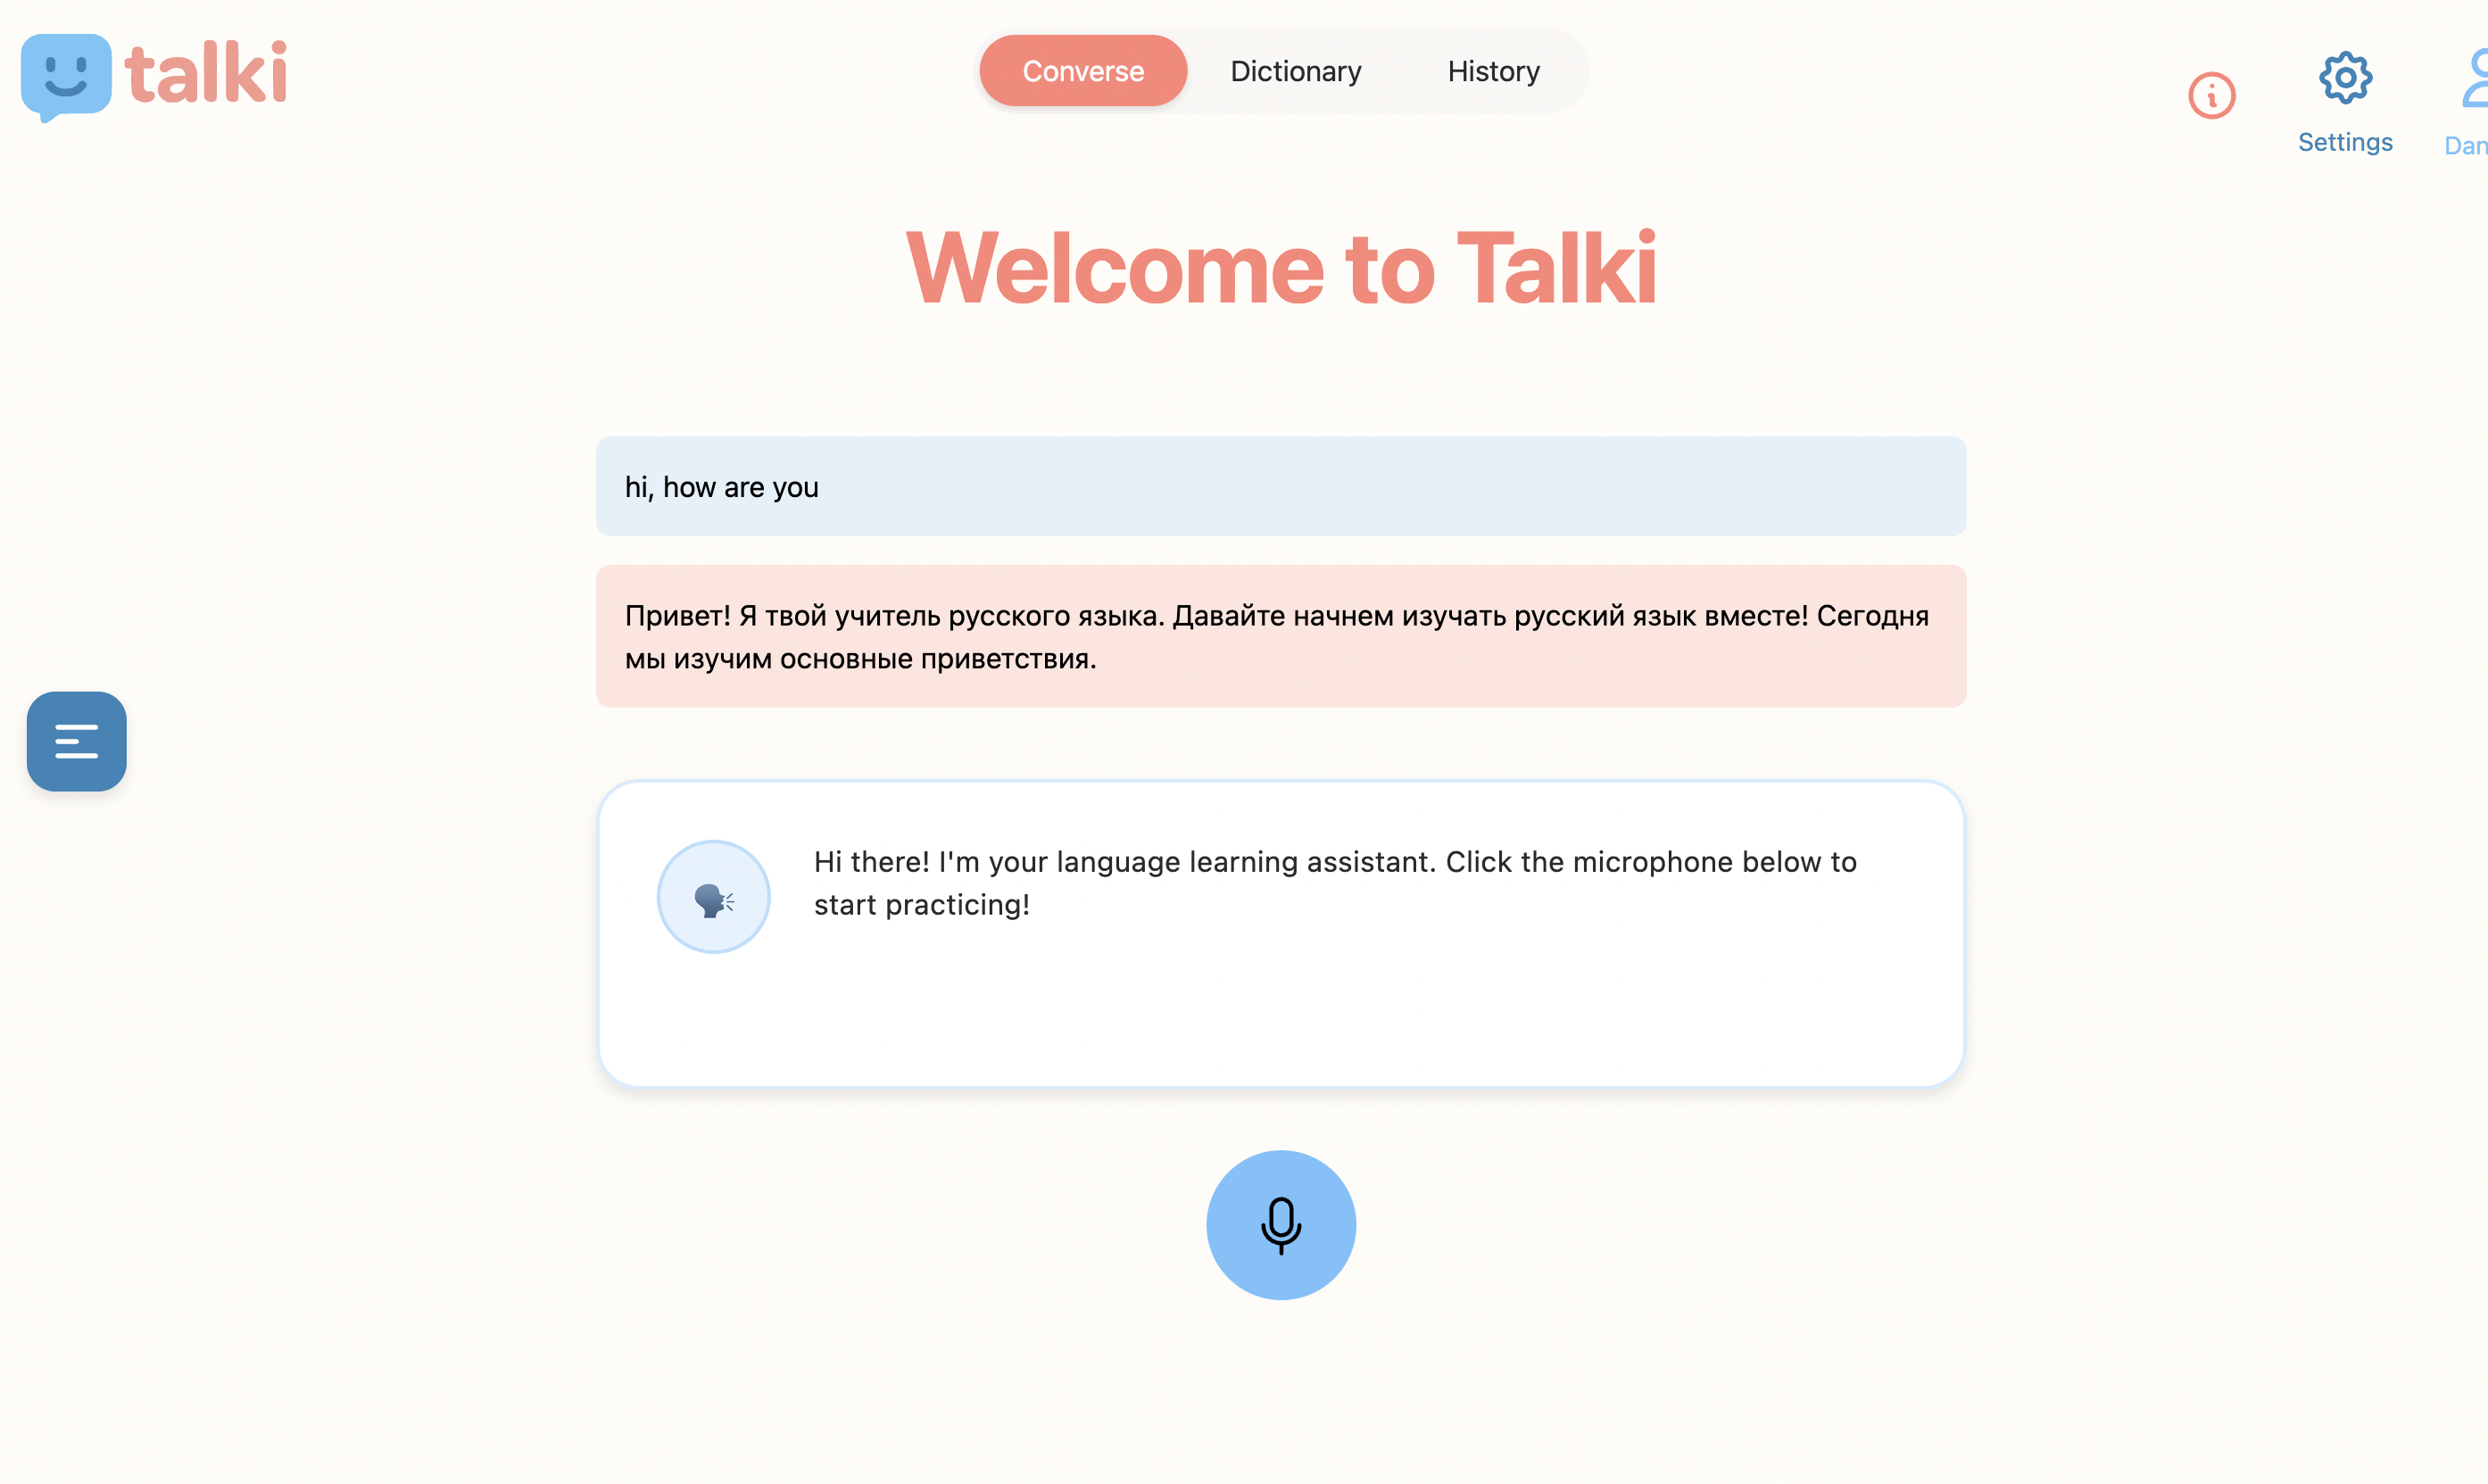 talki
Converse
Dictionary
History
Settings
Welcome to Talki
hi, how are you
Привет! Я твой учитель русского языка. Давайте начнем изучать русский язык вместе! Сегодня
мы изучим основные приветствия.
Hi there! I'm your language learning assistant. Click the microphone below to
start practicing!